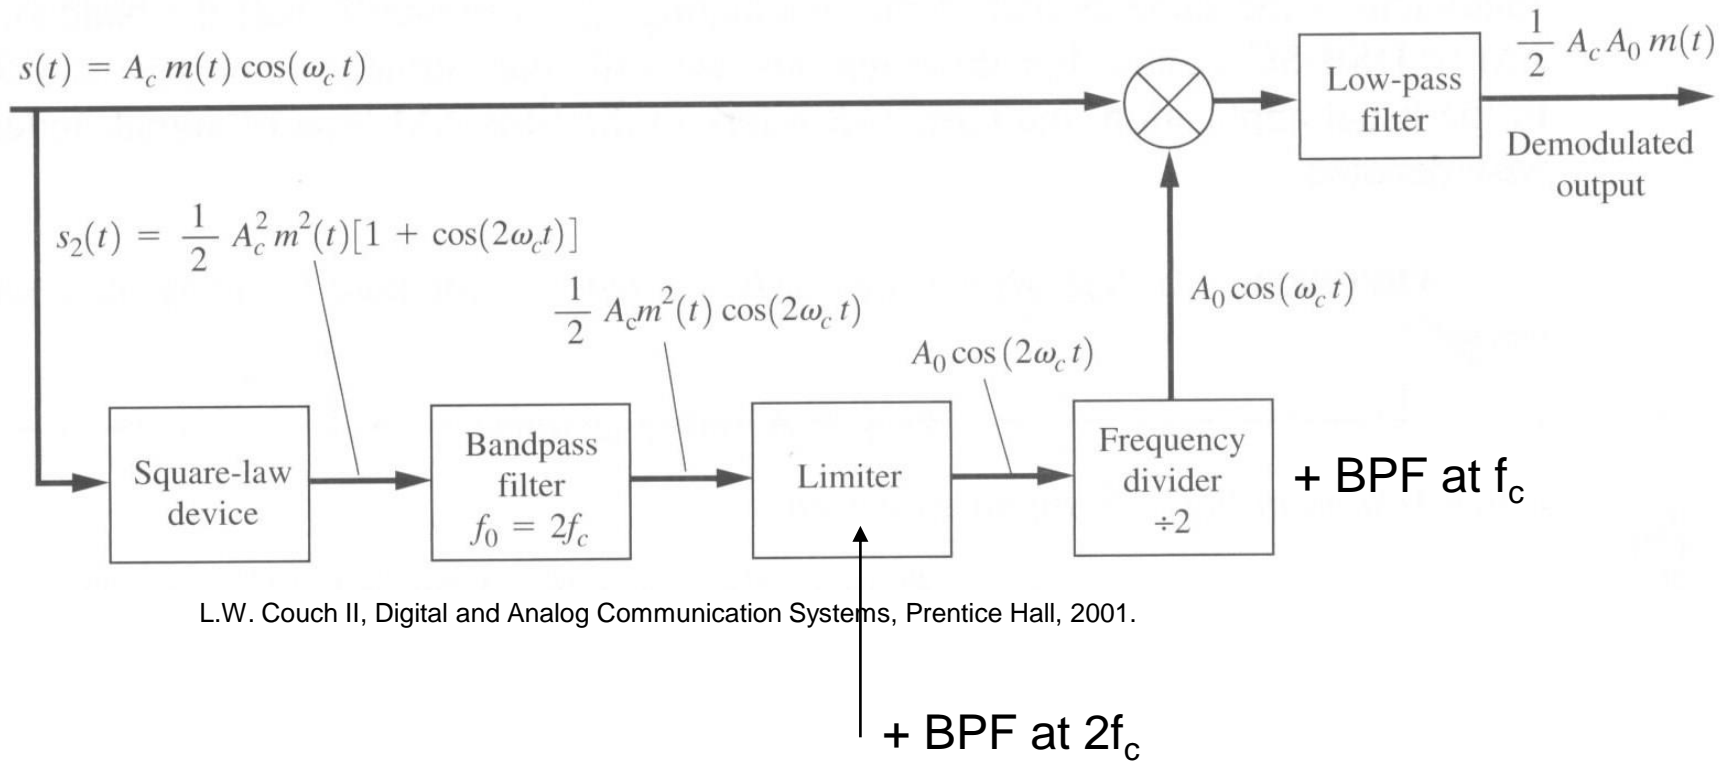 s(t) = A_c m(t) cos(ω_c t)
1/2 A_c A_0 m(t)
Low-pass
filter
Demodulated
output
s_2(t) = 1/2 A_c^2 m^2(t)[1 + cos(2ω_c t)]
1/2 A_c m^2(t) cos(2ω_c t)
A_0 cos(2ω_c t)
A_0 cos(ω_c t)
Square-law
device
Bandpass
filter
f_0 = 2f_c
Limiter
Frequency
divider
÷2
+ BPF at f_c
L.W. Couch II, Digital and Analog Communication Systems, Prentice Hall, 2001.
+ BPF at 2f_c